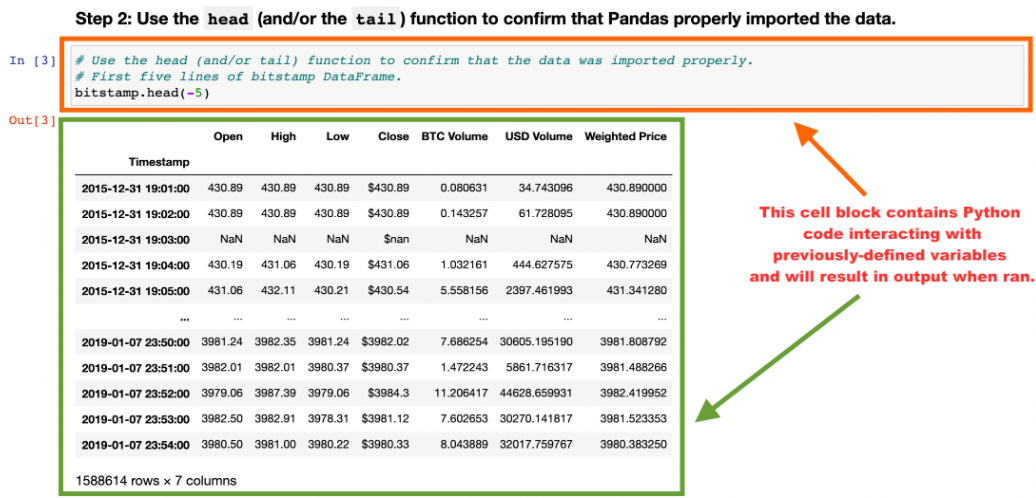 Step 2: Use the head (and/or the tail) function to confirm that Pandas properly imported the data.
In [3]
# Use the head (and/or tail) function to confirm that the data was imported properly.
# First five lines of bitstamp DataFrame.
bitstamp.head(-5)
Out[3]
Open High Low Close BTC Volume USD Volume Weighted Price
Timestamp
2015-12-31 19:01:00 430.89 430.89 430.89 $430.89 0.080631 34.743096 430.890000
2015-12-31 19:02:00 430.89 430.89 430.89 $430.89 0.143257 61.728095 430.890000
2015-12-31 19:03:00 NaN NaN NaN $nan NaN NaN NaN
2015-12-31 19:04:00 430.19 431.06 430.19 $431.06 1.032161 444.627575 430.773269
2015-12-31 19:05:00 431.06 432.11 430.21 $430.54 5.558156 2397.461993 431.341280
... ... ... ... ... ... ... ...
2019-01-07 23:50:00 3981.24 3982.35 3981.24 $3982.02 7.686254 30605.195190 3981.808792
2019-01-07 23:51:00 3982.01 3982.01 3980.37 $3980.37 1.472243 5861.716317 3981.488266
2019-01-07 23:52:00 3979.06 3987.39 3979.06 $3984.3 11.206417 44628.659931 3982.419952
2019-01-07 23:53:00 3982.50 3982.91 3978.31 $3981.12 7.602653 30270.141817 3981.523353
2019-01-07 23:54:00 3980.50 3981.00 3980.22 $3980.33 8.043889 32017.759767 3980.383250
1588614 rows × 7 columns
This cell block contains Python
code interacting with
previously-defined variables
and will result in output when ran.